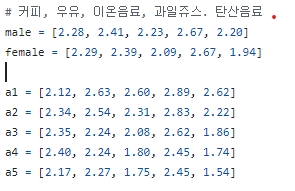 # 커피, 우유, 이온음료, 과일쥬스. 탄산음료
male = [2.28, 2.41, 2.23, 2.67, 2.20]
female = [2.29, 2.39, 2.09, 2.67, 1.94]
a1 = [2.12, 2.63, 2.60, 2.89, 2.62]
a2 = [2.34, 2.54, 2.31, 2.83, 2.22]
a3 = [2.35, 2.24, 2.08, 2.62, 1.86]
a4 = [2.40, 2.24, 1.80, 2.45, 1.74]
a5 = [2.17, 2.27, 1.75, 2.45, 1.54]